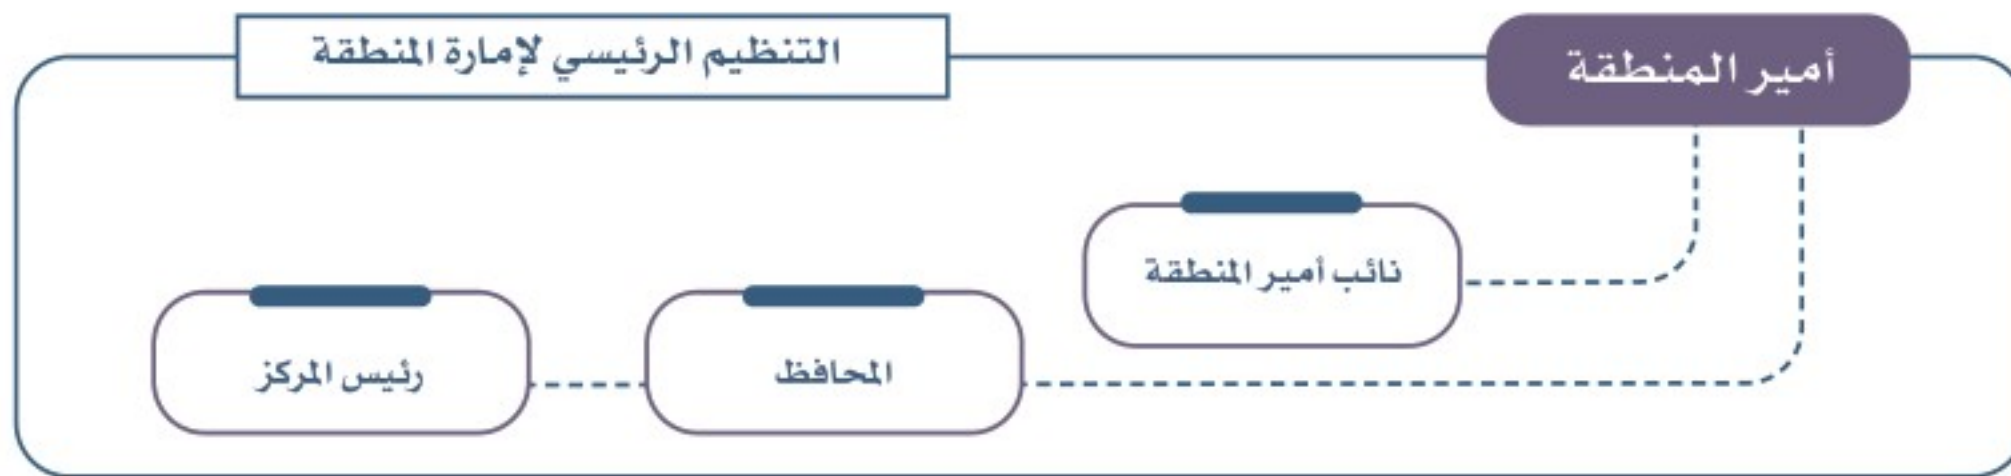 التنظيم الرئيسي لإمارة المنطقة
أمير المنطقة
نائب أمير المنطقة
المحافظ
رئيس المركز